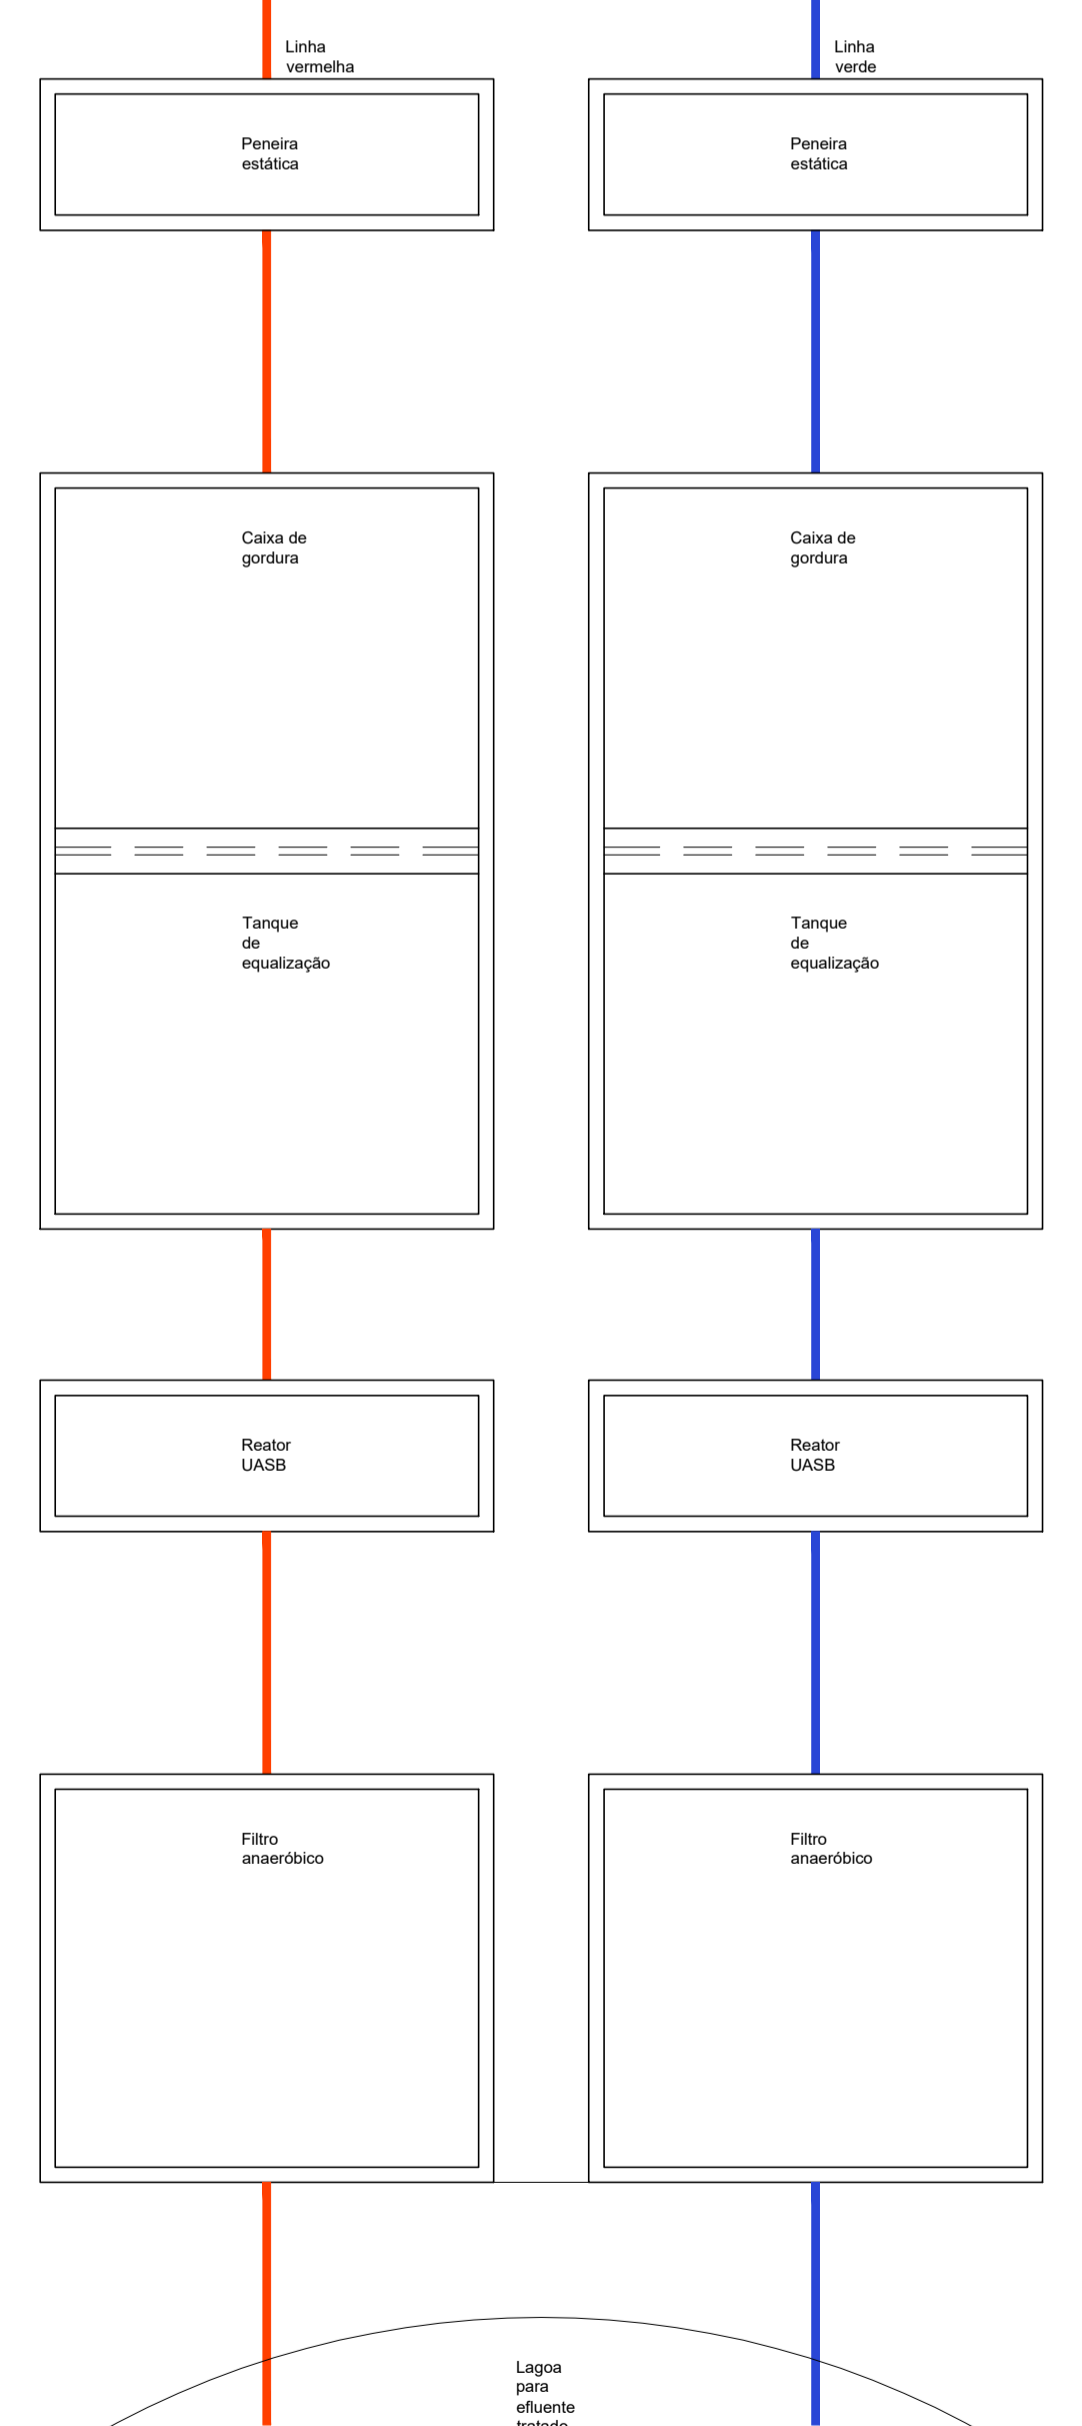 Linha
vermelha
Linha
verde
Peneira
estática
Peneira
estática
Caixa de
gordura
Caixa de
gordura
Tanque
de
equalização
Tanque
de
equalização
Reator
UASB
Reator
UASB
Filtro
anaeróbico
Filtro
anaeróbico
Lagoa
para
efluente
tratado